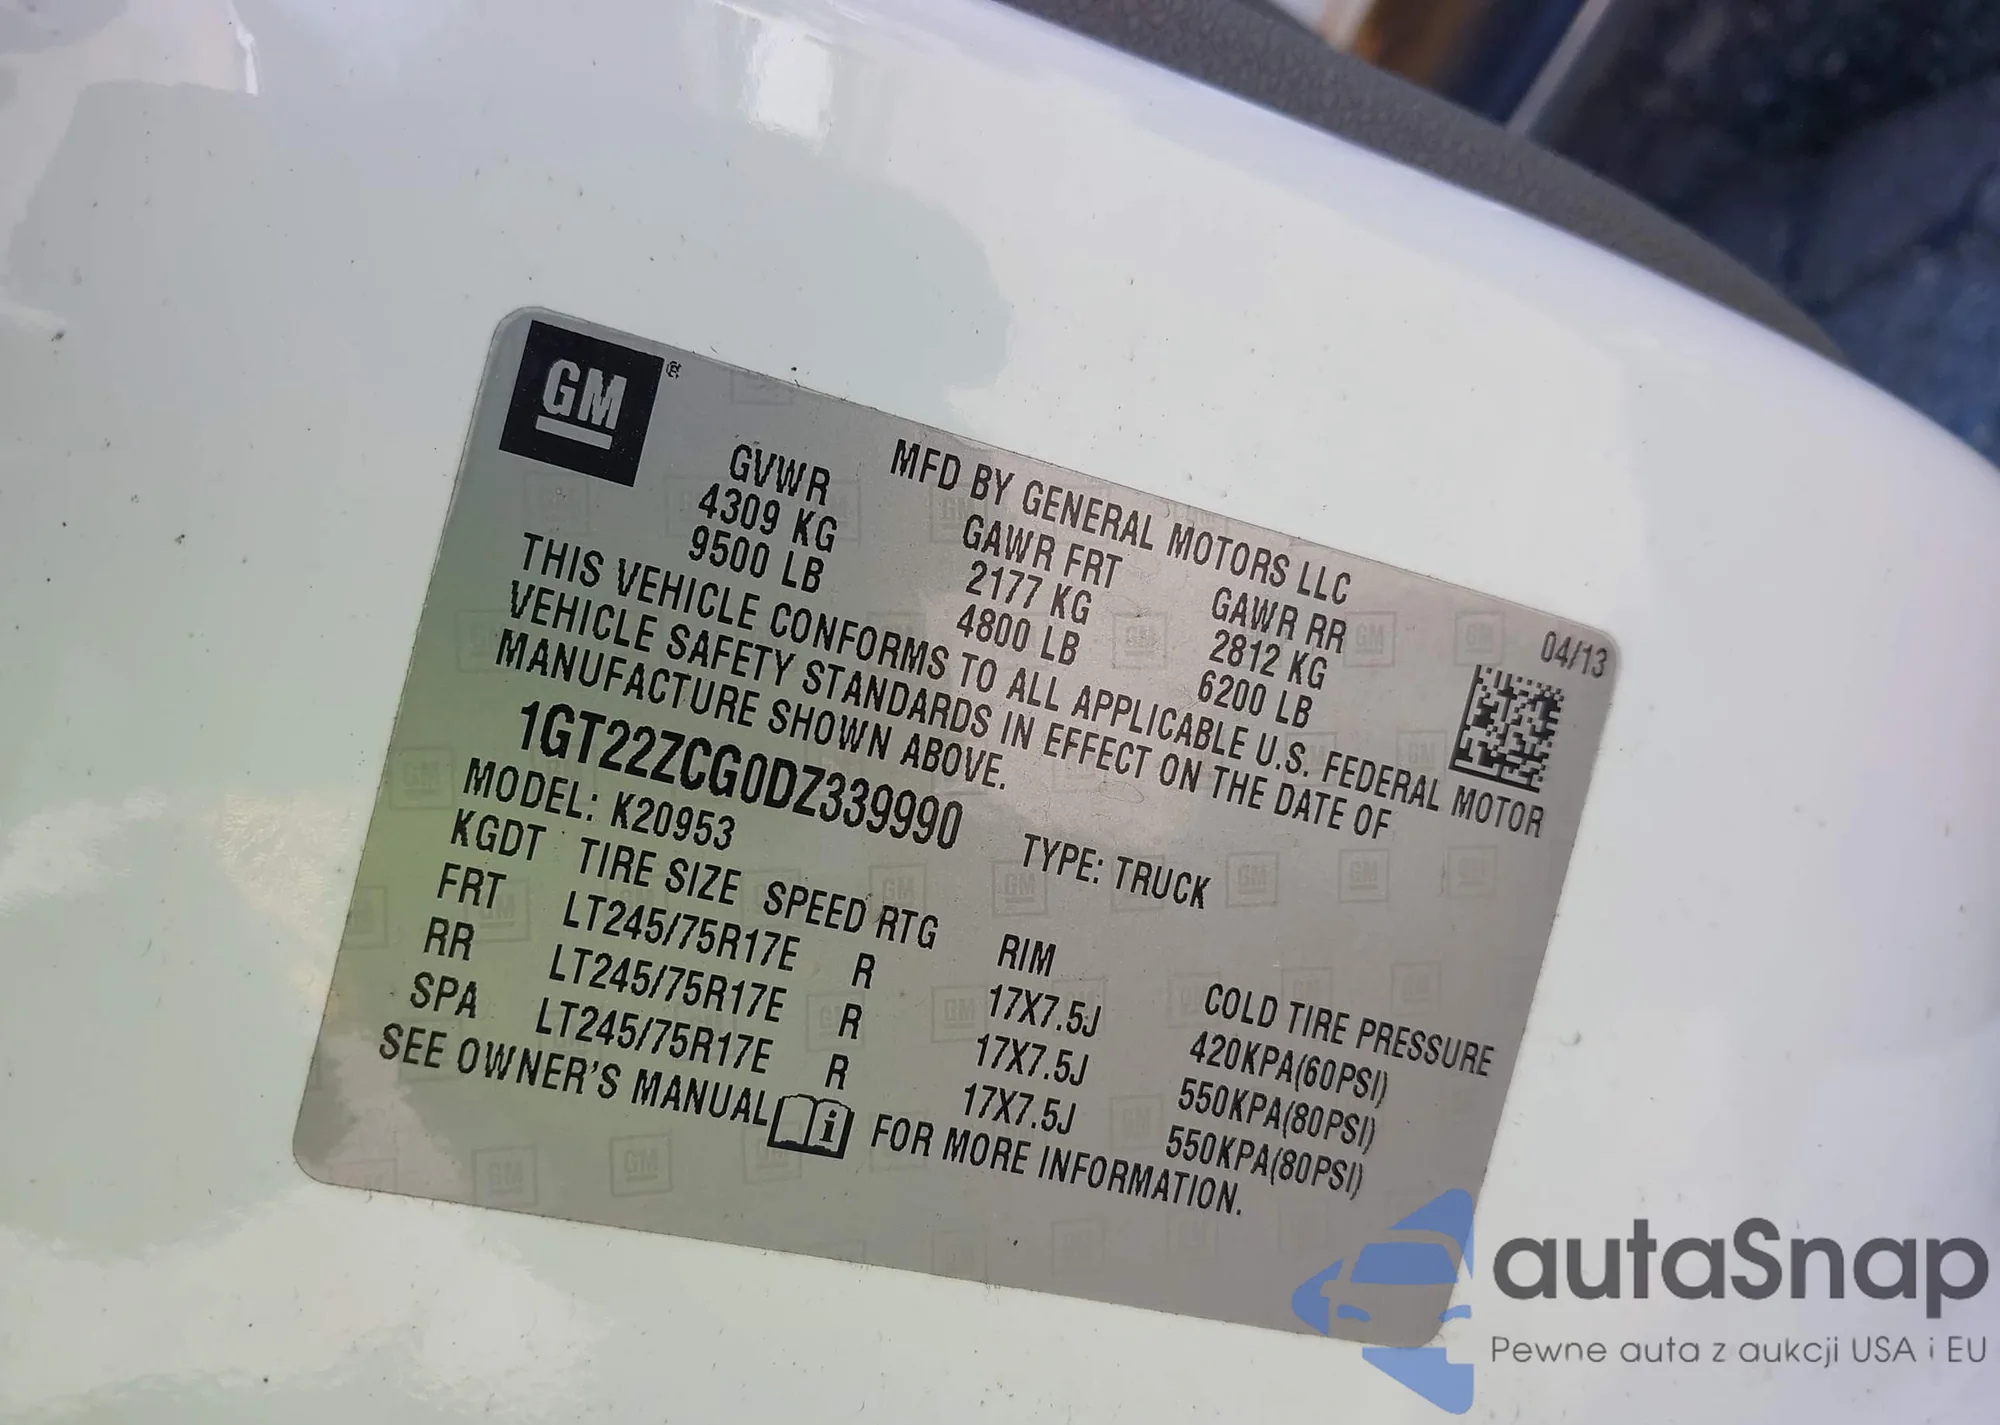 GM
MFD BY GENERAL MOTORS LLC
04/13
GVWR GAWR FRT GAWR RR
4309 KG 2177 KG 2812 KG
9500 LB 4800 LB 6200 LB
THIS VEHICLE CONFORMS TO ALL APPLICABLE U.S. FEDERAL MOTOR
VEHICLE SAFETY STANDARDS IN EFFECT ON THE DATE OF
MANUFACTURE SHOWN ABOVE.
1GT22ZCG0DZ339990 TYPE: TRUCK
MODEL: K20953
KGDT TIRE SIZE SPEED RTG RIM COLD TIRE PRESSURE
FRT LT245/75R17E R 17X7.5J 420KPA(60PSI)
RR LT245/75R17E R 17X7.5J 550KPA(80PSI)
SPA LT245/75R17E R 17X7.5J 550KPA(80PSI)
SEE OWNER'S MANUAL FOR MORE INFORMATION.
autaSnap
Pewne auta z aukcji USA i EU